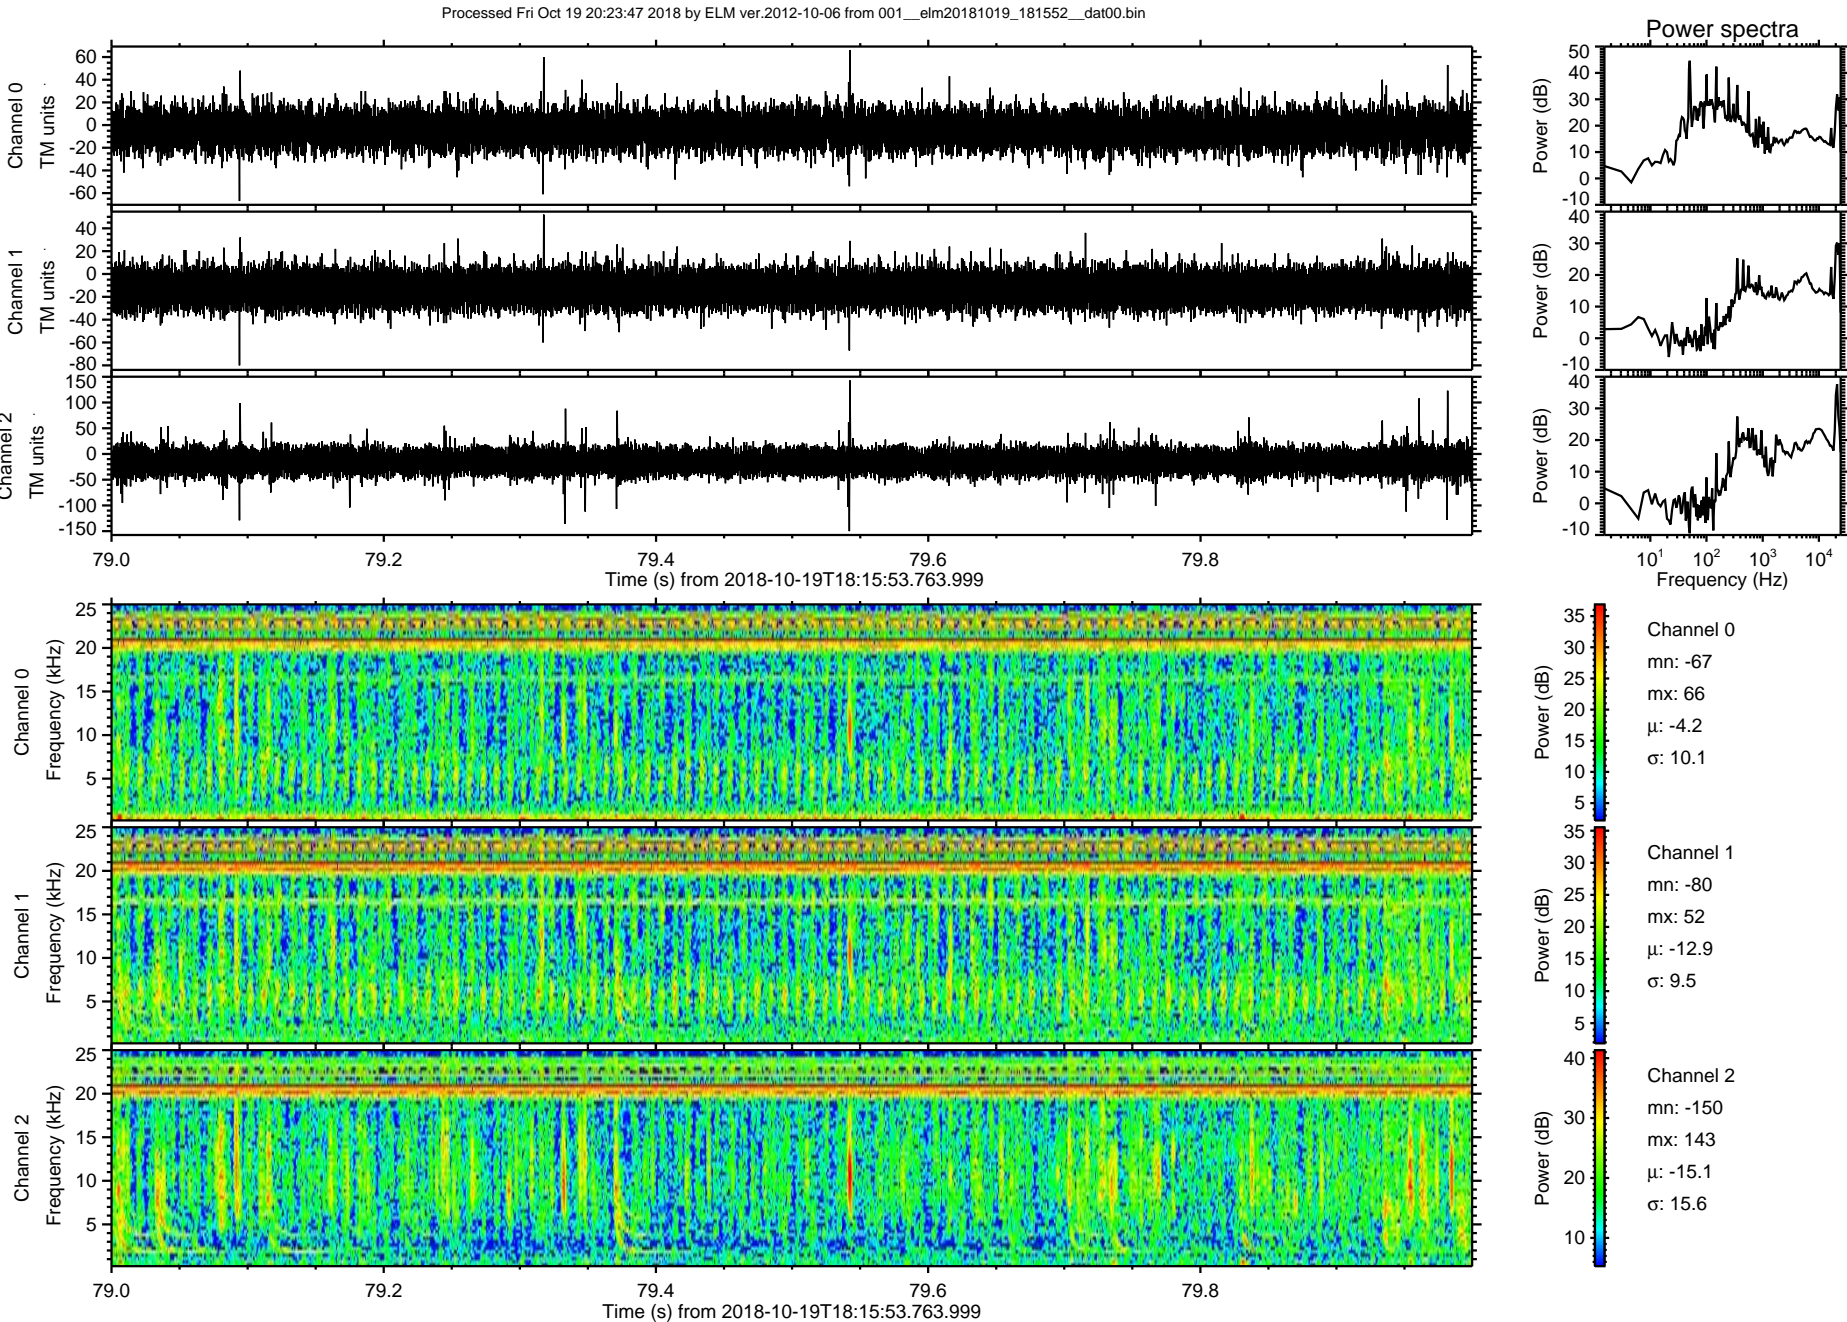 Processed Fri Oct 19 20:23:47 2018 by ELM ver.2012-10-06 from 001__elm20181019_181552__dat00.bin
Power spectra
Channel 0
TM units
60
40
20
0
-20
-40
-60
Power (dB)
50
40
30
20
10
0
-10
Channel 1
TM units
40
20
0
-20
-40
-60
-80
Power (dB)
40
30
20
10
0
-10
Channel 2
TM units
150
100
50
0
-50
-100
-150
Power (dB)
40
30
20
10
0
-10
79.0 79.2 79.4 79.6 79.8
Time (s) from 2018-10-19T18:15:53.763.999
10^1 10^2 10^3 10^4
Frequency (Hz)
Channel 0
Frequency (kHz)
25
20
15
10
5
Power (dB)
35
30
25
20
15
10
5
Channel 0
mn: -67
mx: 66
μ: -4.2
σ: 10.1
Channel 1
Frequency (kHz)
25
20
15
10
5
Power (dB)
35
30
25
20
15
10
5
Channel 1
mn: -80
mx: 52
μ: -12.9
σ: 9.5
Channel 2
Frequency (kHz)
25
20
15
10
5
Power (dB)
40
30
20
10
Channel 2
mn: -150
mx: 143
μ: -15.1
σ: 15.6
79.0 79.2 79.4 79.6 79.8
Time (s) from 2018-10-19T18:15:53.763.999